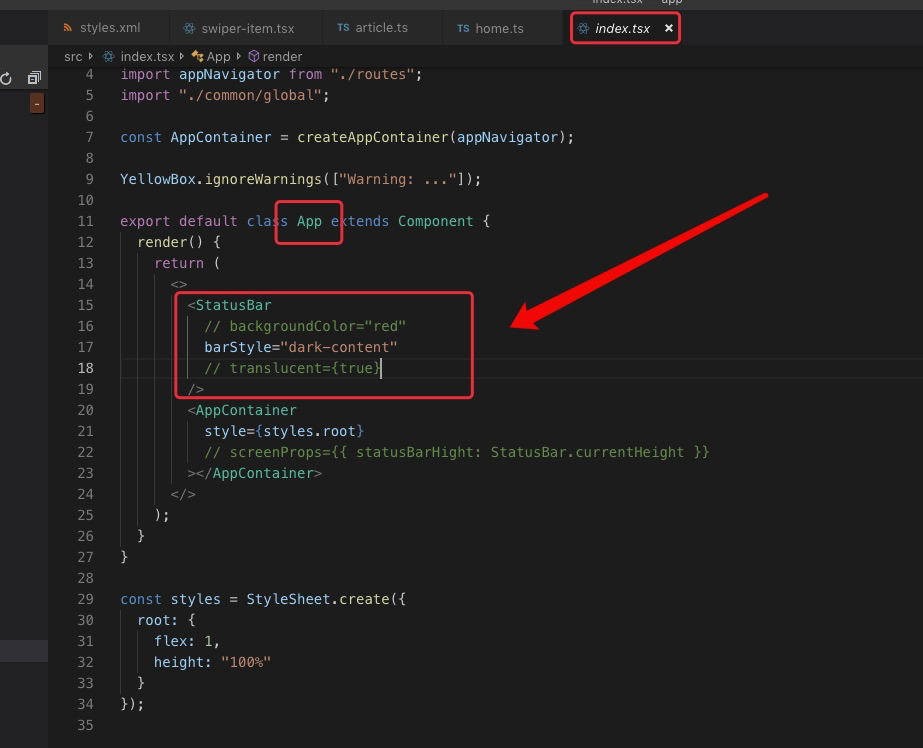 index.tsx — app
styles.xml swiper-item.tsx TS article.ts TS home.ts index.tsx ×
src index.tsx App render
4 import appNavigator from "./routes";
5 import "./common/global";
6
7 const AppContainer = createAppContainer(appNavigator);
8
9 YellowBox.ignoreWarnings(["Warning: ..."]);
10
11 export default class App extends Component {
12 render() {
13 return (
14 <>
15 <StatusBar
16 // backgroundColor="red"
17 barStyle="dark-content"
18 // translucent={true}
19 />
20 <AppContainer
21 style={styles.root}
22 // screenProps={{ statusBarHight: StatusBar.currentHeight }}
23 ></AppContainer>
24 </>
25 );
26 }
27 }
28
29 const styles = StyleSheet.create({
30 root: {
31 flex: 1,
32 height: "100%"
33 }
34 });
35